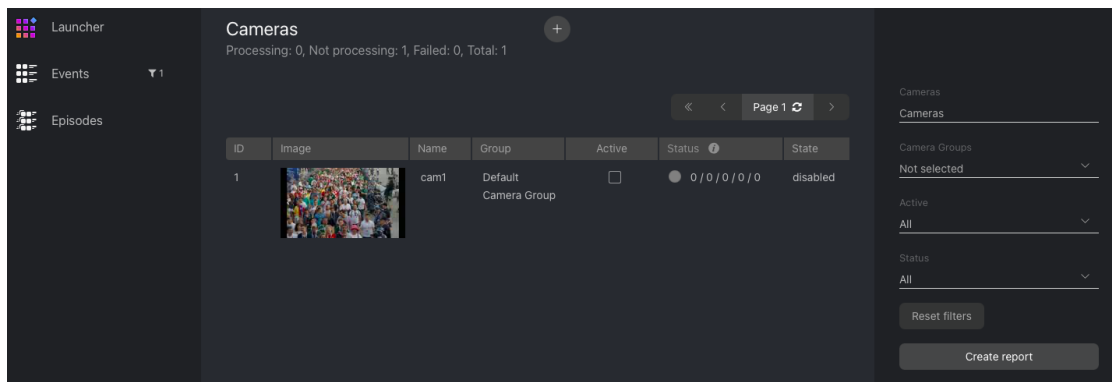 Launcher
Events
1
Episodes
Cameras
Processing: 0, Not processing: 1, Failed: 0, Total: 1
Page 1
ID Image Name Group Active Status State
1 cam1 Default Camera Group 0 / 0 / 0 / 0 / 0 disabled
Cameras
Cameras
Camera Groups
Not selected
Active
All
Status
All
Reset filters
Create report